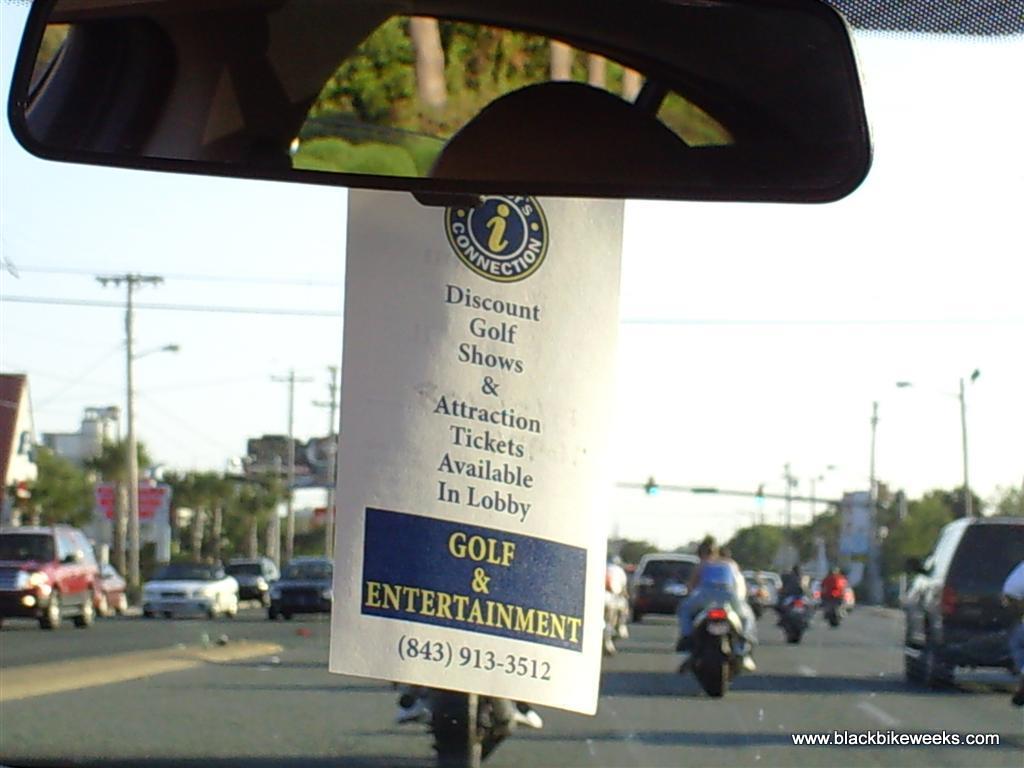 CONNECTION
i
Discount
Golf
Shows
&
Attraction
Tickets
Available
In Lobby
GOLF
&
ENTERTAINMENT
(843) 913-3512
www.blackbikeweeks.com